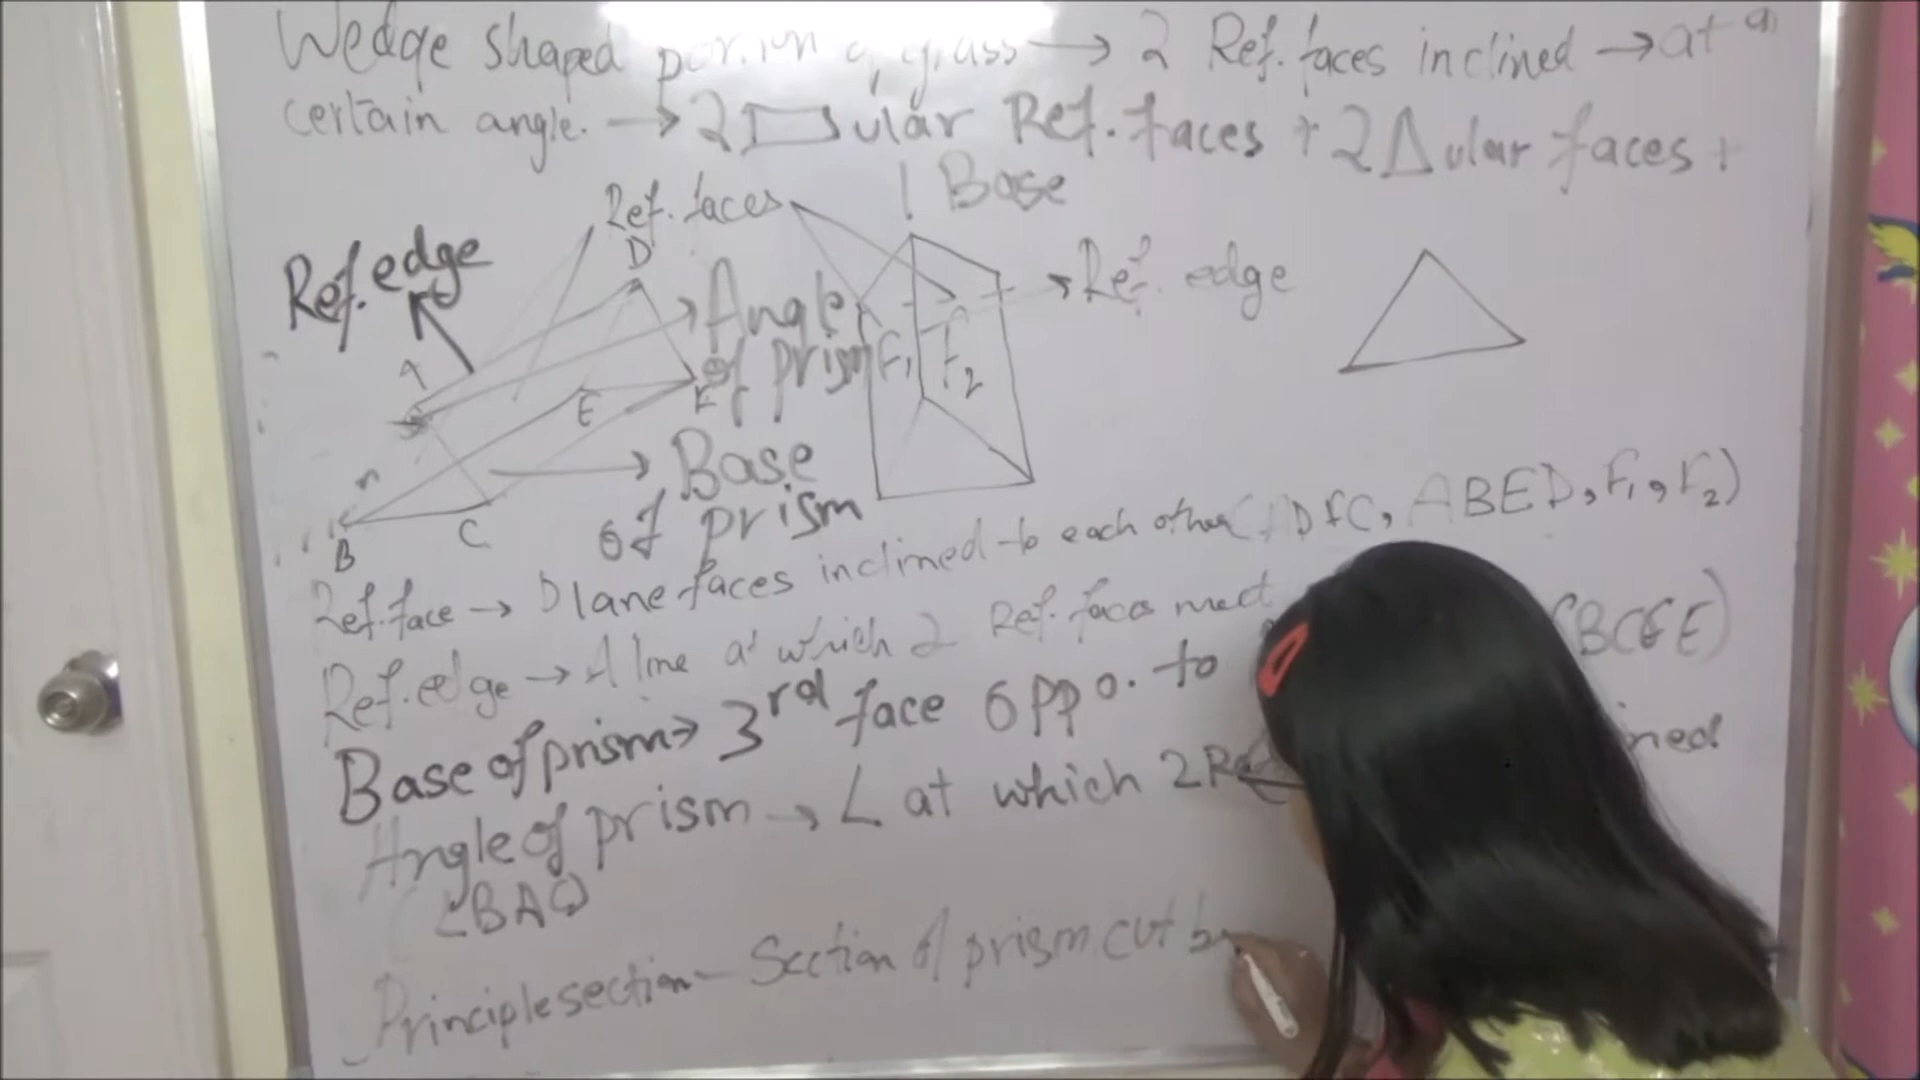 Wedge shaped portion of glass → 2 Ref. faces inclined → at a
certain angle. → 2 ▭ular Ref. faces + 2 Δular faces +
1 Base
Ref. faces
Ref. edge
D
→ Angle of prism
→ Ref. edge
A
F₁
F₂
E
F
→ Base of prism
B
C
Ref. face → Plane faces inclined to each other (ADFC, ABED, F₁, F₂)
Ref. edge → A line at which 2 Ref. faces meet
Base of prism → 3rd face oppo. to (BCFE)
Angle of prism → ∠ at which 2 Ref
∠BAC
Principle section - Section of prism cut by